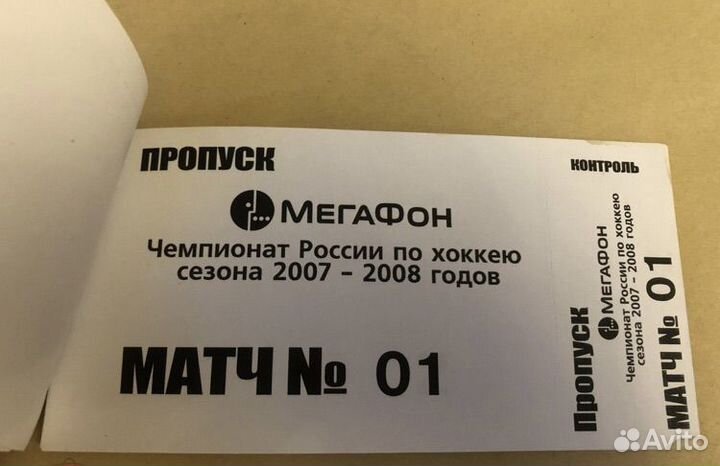 ПРОПУСК
МЕГАФОН
Чемпионат России по хоккею
сезона 2007 - 2008 годов
МАТЧ № 01
КОНТРОЛЬ
Пропуск
МЕГАФОН
Чемпионат России по хоккею
сезона 2007 - 2008 годов
МАТЧ № 01
Avito